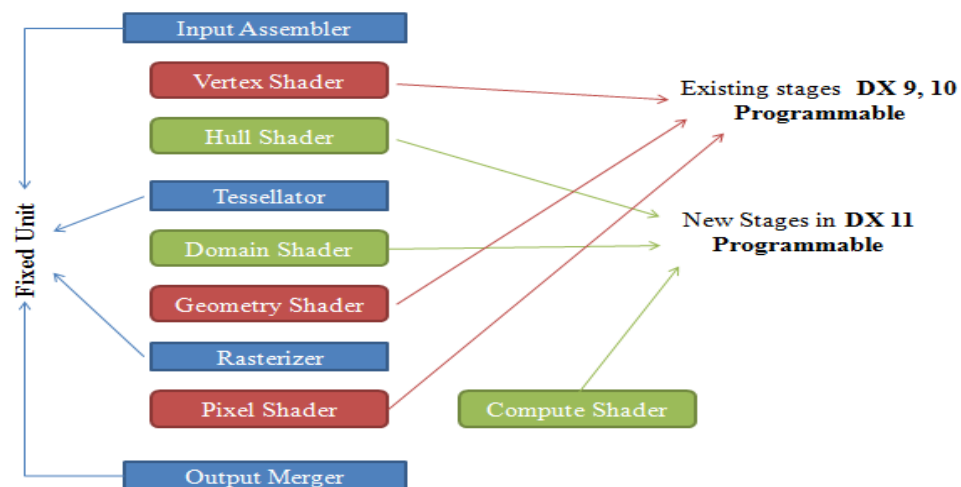 Input Assembler
Vertex Shader
Existing stages DX 9, 10
Programmable
Hull Shader
Tessellator
New Stages in DX 11
Programmable
Domain Shader
Fixed Unit
Geometry Shader
Rasterizer
Pixel Shader
Compute Shader
Output Merger